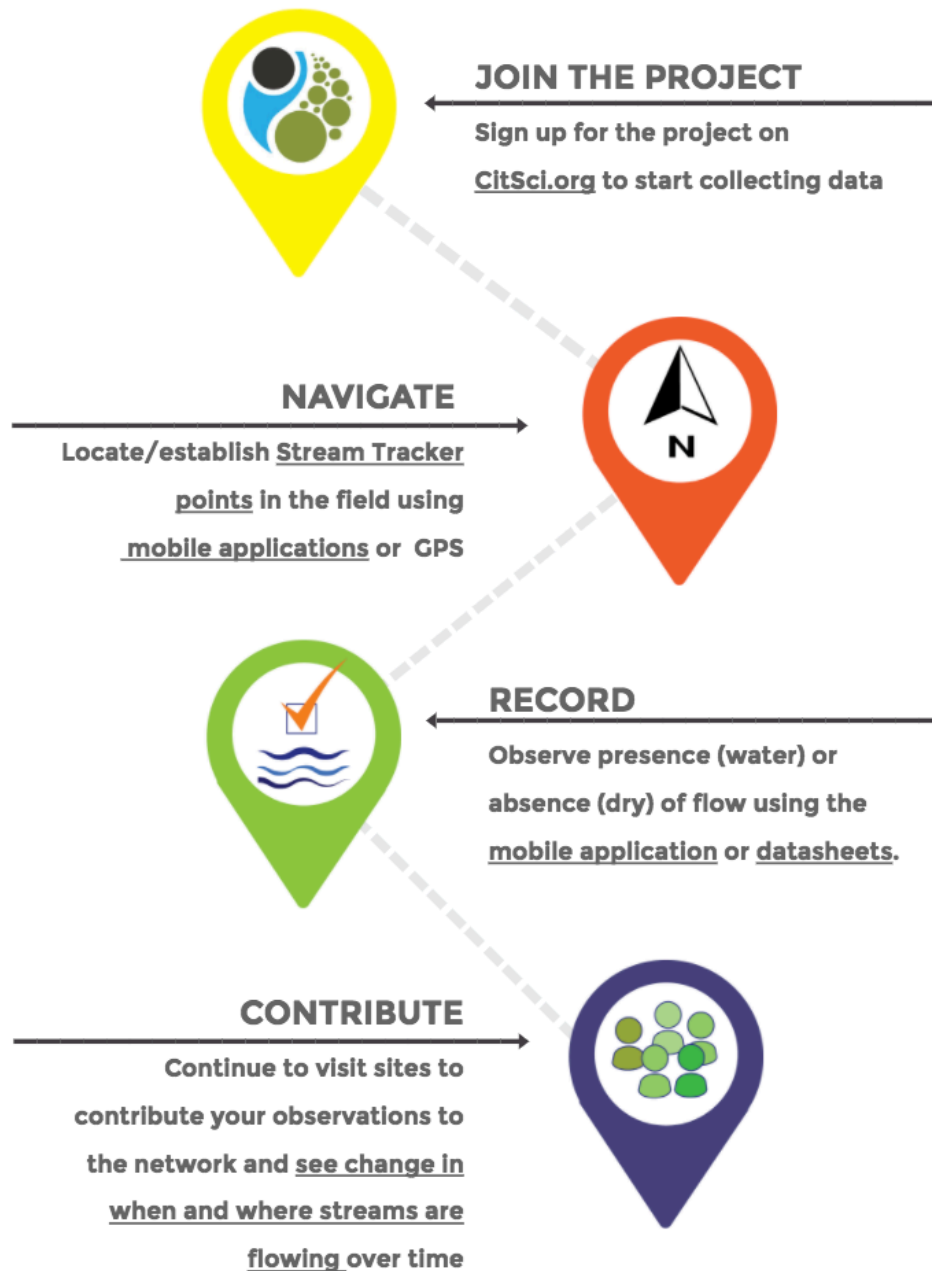 JOIN THE PROJECT
Sign up for the project on
CitSci.org to start collecting data
N
NAVIGATE
Locate/establish Stream Tracker
points in the field using
mobile applications or GPS
RECORD
Observe presence (water) or
absence (dry) of flow using the
mobile application or datasheets.
CONTRIBUTE
Continue to visit sites to
contribute your observations to
the network and see change in
when and where streams are
flowing over time